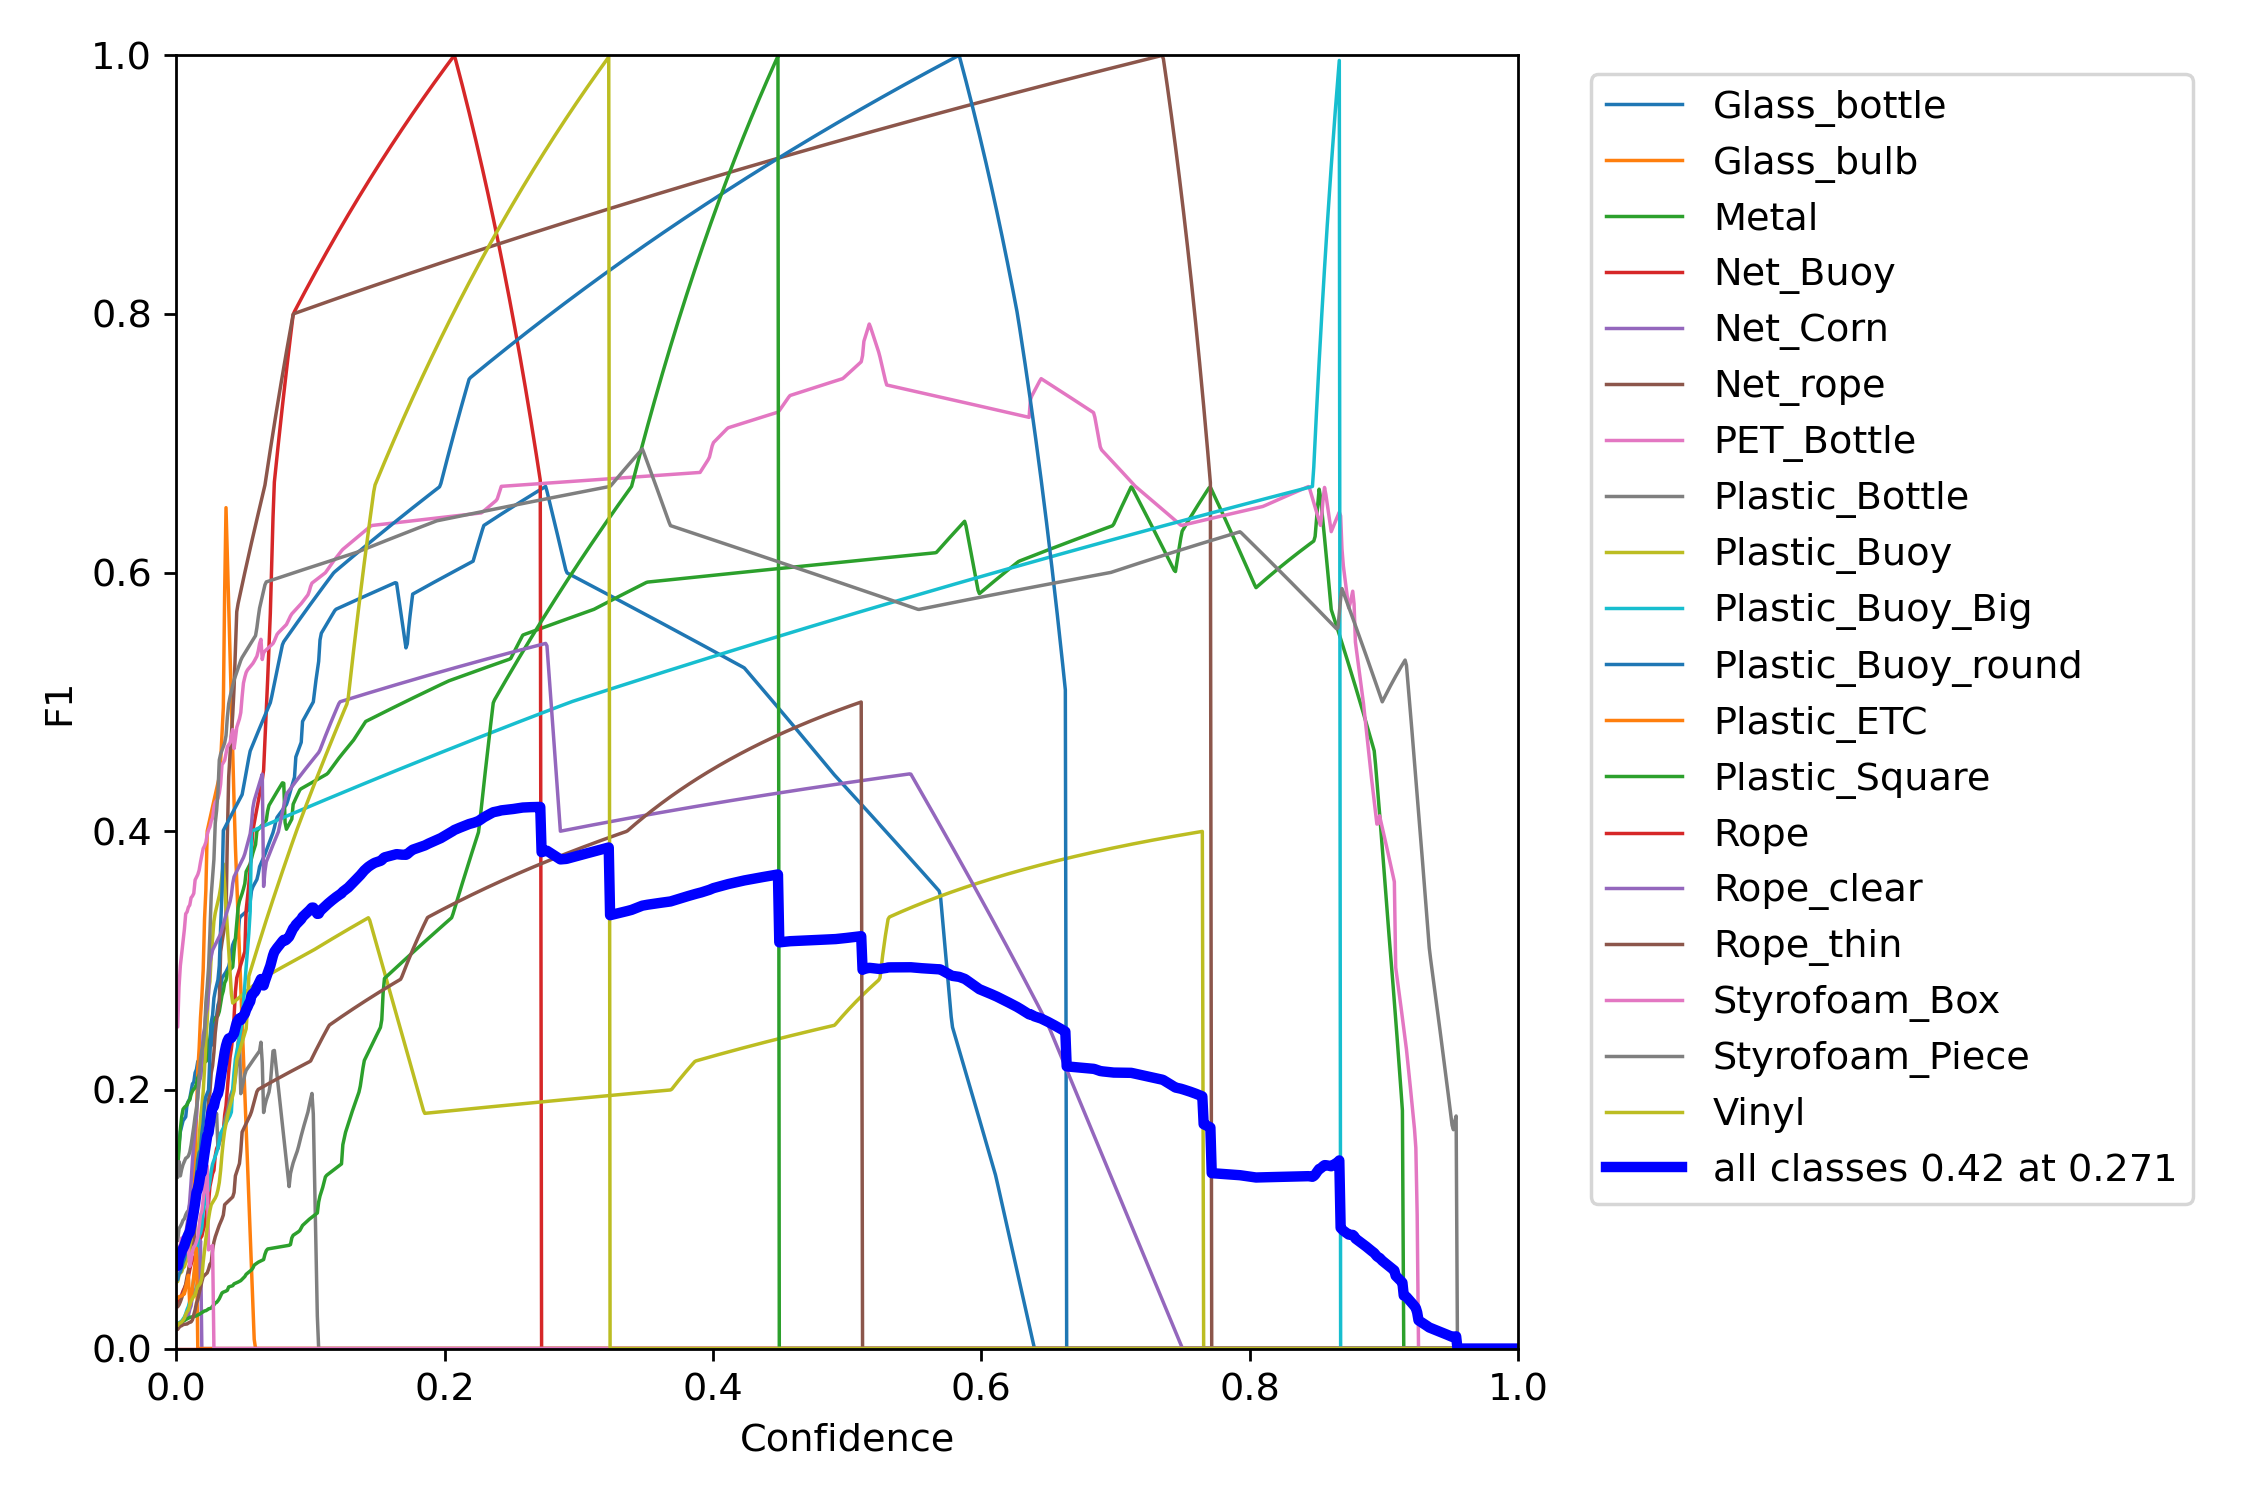 1.0
0.8
0.6
0.4
0.2
0.0
F1
0.0 0.2 0.4 0.6 0.8 1.0
Confidence
Glass_bottle
Glass_bulb
Metal
Net_Buoy
Net_Corn
Net_rope
PET_Bottle
Plastic_Bottle
Plastic_Buoy
Plastic_Buoy_Big
Plastic_Buoy_round
Plastic_ETC
Plastic_Square
Rope
Rope_clear
Rope_thin
Styrofoam_Box
Styrofoam_Piece
Vinyl
all classes 0.42 at 0.271